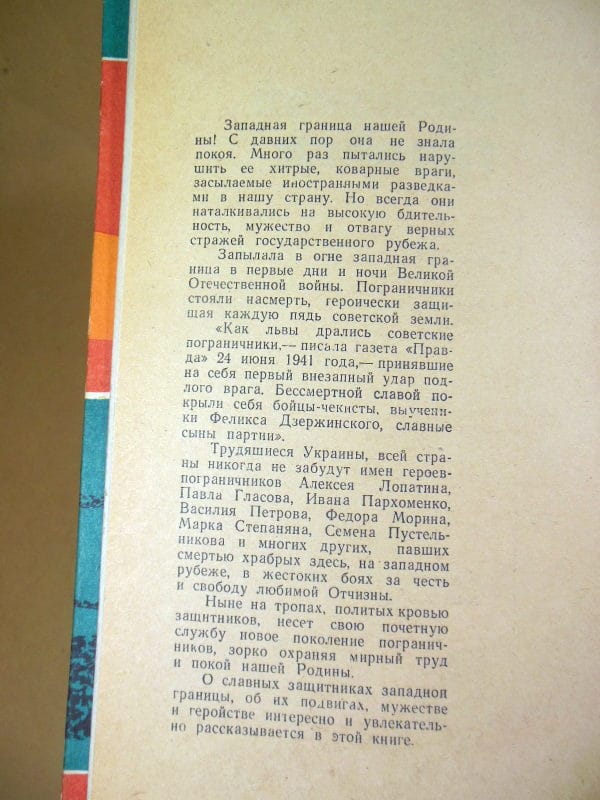 Западная граница нашей Роди-
ны! С давних пор она не знала
покоя. Много раз пытались нару-
шить ее хитрые, коварные враги,
засылаемые иностранными разведка-
ми в нашу страну. Но всегда они
наталкивались на высокую бдитель-
ность, мужество и отвагу верных
стражей государственного рубежа.
Запылала в огне западная гра-
ница в первые дни и ночи Великой
Отечественной войны. Пограничники
стояли насмерть, героически защи-
щая каждую пядь советской земли.
«Как львы дрались советские
пограничники,— писала газета «Прав-
да» 24 июня 1941 года,— принявшие
на себя первый внезапный удар под-
лого врага. Бессмертной славой по-
крыли себя бойцы-чекисты, выучени-
ки Феликса Дзержинского, славные
сыны партии».
Трудяшиеся Украины, всей стра-
ны никогда не забудут имен героев-
пограничников Алексея Лопатина,
Павла Гласова, Ивана Пархоменко,
Василия Петрова, Федора Морина,
Марка Степаняна, Семена Пустель-
никова и многих других, павших
смертью храбрых здесь, на западном
рубеже, в жестоких боях за честь
и свободу любимой Отчизны.
Ныне на тропах, политых кровью
защитников, несет свою почетную
службу новое поколение погранич-
ников, зорко охраняя мирный труд
и покой нашей Родины.
О славных защитниках западной
границы, об их подвигах, мужестве
и геройстве интересно и увлекатель-
но рассказывается в этой книге.